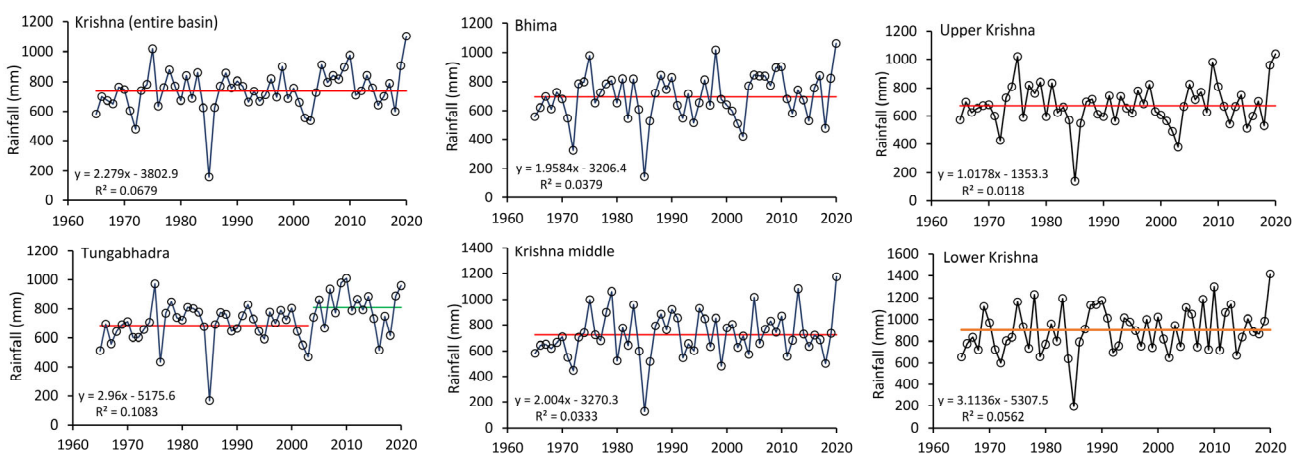 Krishna (entire basin)
Rainfall (mm)
1200
1000
800
600
400
200
0
y = 2.279x - 3802.9
R² = 0.0679
1960 1970 1980 1990 2000 2010 2020
Bhima
Rainfall (mm)
1200
1000
800
600
400
200
0
y = 1.9584x - 3206.4
R² = 0.0379
1960 1970 1980 1990 2000 2010 2020
Upper Krishna
Rainfall (mm)
1200
1000
800
600
400
200
0
y = 1.0178x - 1353.3
R² = 0.0118
1960 1970 1980 1990 2000 2010 2020
Tungabhadra
Rainfall (mm)
1200
1000
800
600
400
200
0
y = 2.96x - 5175.6
R² = 0.1083
1960 1970 1980 1990 2000 2010 2020
Krishna middle
Rainfall (mm)
1400
1200
1000
800
600
400
200
0
y = 2.004x - 3270.3
R² = 0.0333
1960 1970 1980 1990 2000 2010 2020
Lower Krishna
Rainfall (mm)
1600
1400
1200
1000
800
600
400
200
0
y = 3.1136x - 5307.5
R² = 0.0562
1960 1970 1980 1990 2000 2010 2020